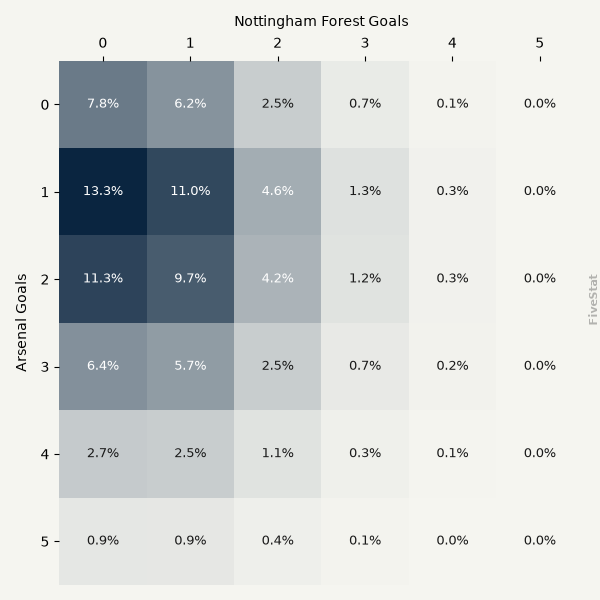 Nottingham Forest Goals
0 1 2 3 4 5
0 7.8% 6.2% 2.5% 0.7% 0.1% 0.0%
1 13.3% 11.0% 4.6% 1.3% 0.3% 0.0%
2 11.3% 9.7% 4.2% 1.2% 0.3% 0.0%
3 6.4% 5.7% 2.5% 0.7% 0.2% 0.0%
4 2.7% 2.5% 1.1% 0.3% 0.1% 0.0%
5 0.9% 0.9% 0.4% 0.1% 0.0% 0.0%
Arsenal Goals
FiveStat